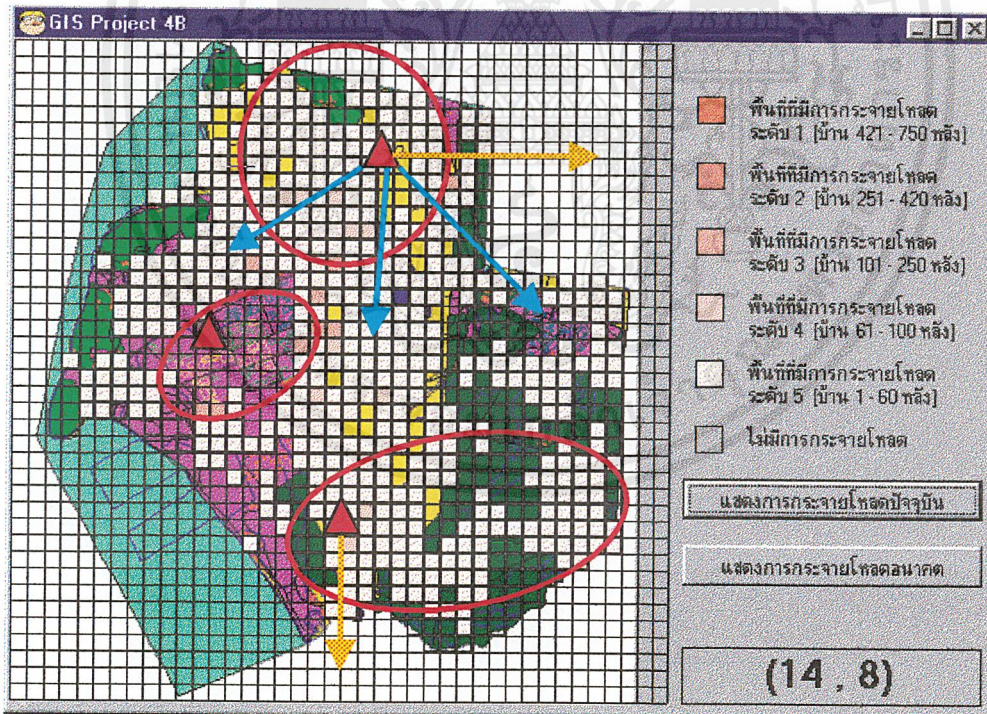 GIS Project 4B
พื้นที่ที่มีการกระจายโหลด
ระดับ 1 [บ้าน 421 - 750 หลัง]
พื้นที่ที่มีการกระจายโหลด
ระดับ 2 [บ้าน 251 - 420 หลัง]
พื้นที่ที่มีการกระจายโหลด
ระดับ 3 [บ้าน 101 - 250 หลัง]
พื้นที่ที่มีการกระจายโหลด
ระดับ 4 [บ้าน 61 - 100 หลัง]
พื้นที่ที่มีการกระจายโหลด
ระดับ 5 [บ้าน 1 - 60 หลัง]
ไม่มีการกระจายโหลด
แสดงการกระจายโหลดปัจจุบัน
แสดงการกระจายโหลดอนาคต
(14 , 8)